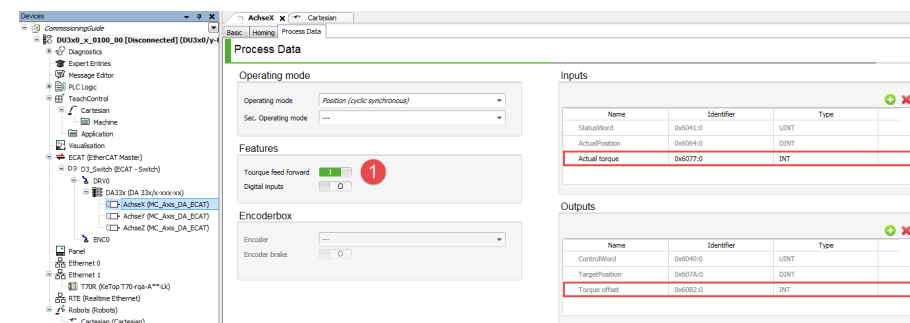 Devices
CommissioningGuide
DU3x0_x_0100_00 [Disconnected] (DU3x0/y-
Diagnostics
Expert Entries
Message Editor
PLC Logic
TeachControl
Cartesian
Machine
Application
Visualisation
ECAT (EtherCAT Master)
D3_Switch (ECAT - Switch)
DRV0
DA33x (DA 33x/x-xxx-xx)
AchseX (MC_Axis_DA_ECAT)
AchseY (MC_Axis_DA_ECAT)
AchseZ (MC_Axis_DA_ECAT)
ENC0
Panel
Ethernet 0
Ethernet 1
T70R (KeTop T70-rqa-A**-Lk)
RTE (Realtime Ethernet)
Robots (Robots)
Cartesian (Cartesian)
AchseX X Cartesian
Basic Homing Process Data
Process Data
Operating mode
Operating mode Position (cyclic synchronous)
Sec. Operating mode ---
Features
Tourque feed forward I 1
Digital inputs O
Encoderbox
Encoder ---
Encoder brake O
Inputs
Name Identifier Type
StatusWord 0x6041:0 UINT
ActualPosition 0x6064:0 DINT
Actual torque 0x6077:0 INT
Outputs
Name Identifier Type
ControlWord 0x6040:0 UINT
TargetPosition 0x607A:0 DINT
Torque offset 0x60B2:0 INT